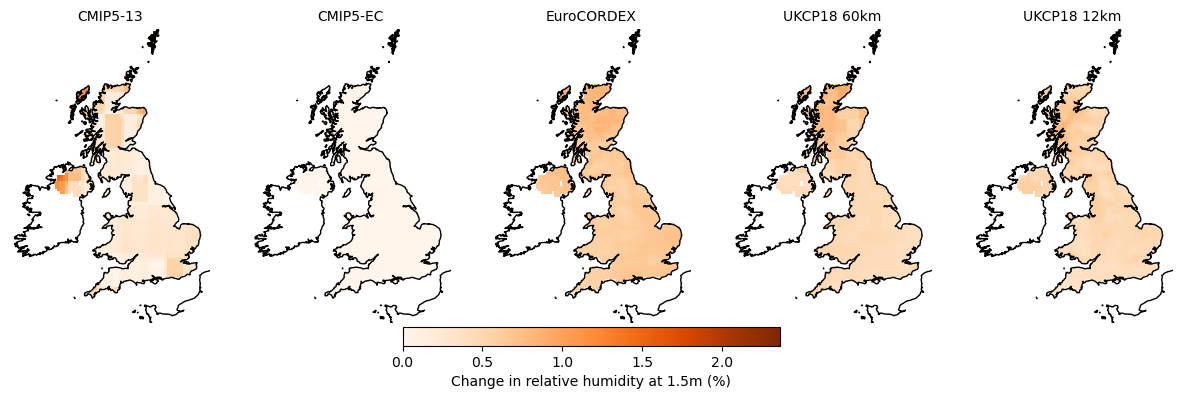 CMIP5-13 CMIP5-EC EuroCORDEX UKCP18 60km UKCP18 12km
0.0 0.5 1.0 1.5 2.0
Change in relative humidity at 1.5m (%)